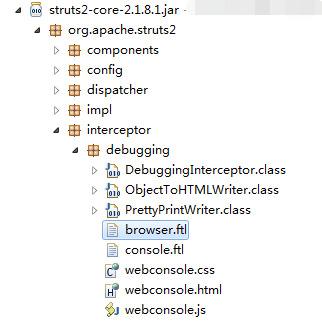 struts2-core-2.1.8.1.jar -
org.apache.struts2
components
config
dispatcher
impl
interceptor
debugging
DebuggingInterceptor.class
ObjectToHTMLWriter.class
PrettyPrintWriter.class
browser.ftl
console.ftl
webconsole.css
webconsole.html
webconsole.js